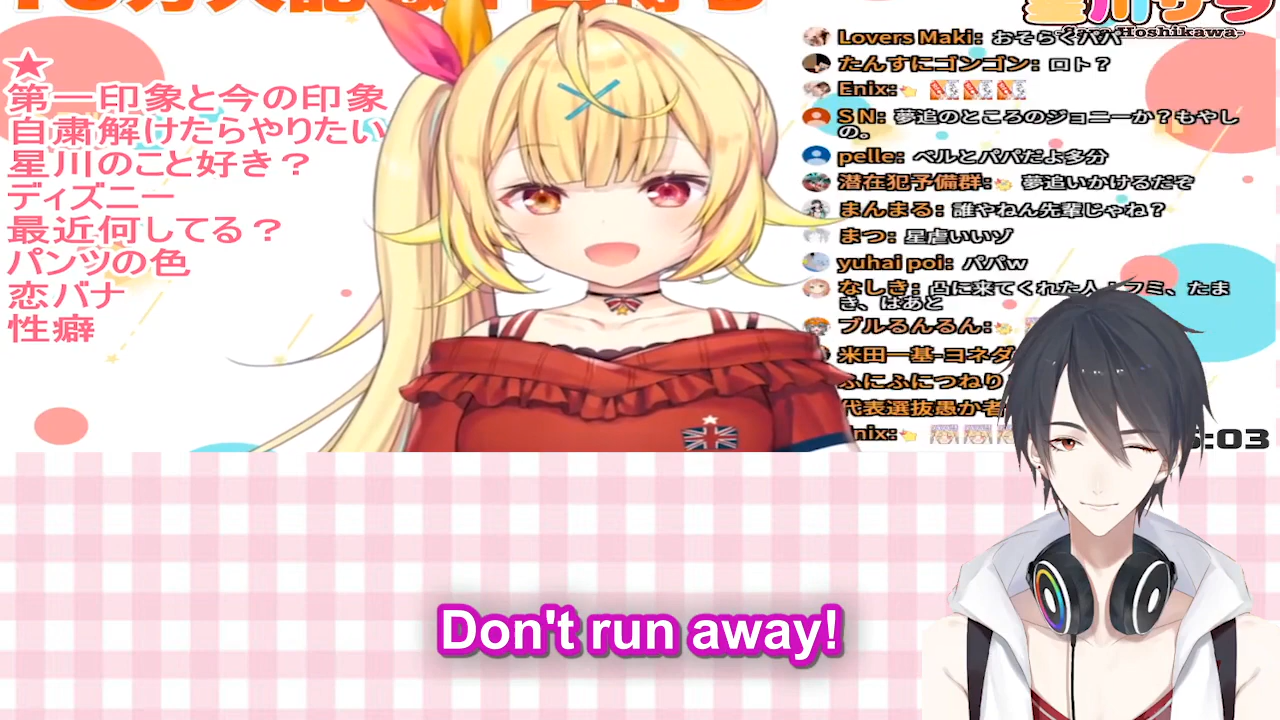 星川サラ
-Sara Hoshikawa-
☆
第一印象と今の印象
自粛解けたらやりたい
星川のこと好き？
ディズニー
最近何してる？
パンツの色
恋バナ
性癖
Lovers Maki: おそらくパパ
たんすにゴンゴン: ロト？
Enix:
S N: 夢追のところのジョニーか？もやし
の。
pelle: ベルとパパだよ多分
潜在犯予備群: 夢追いかけるだぞ
まんまる: 誰やねん先輩じゃね？
まつ: 星虐いいゾ
yuhai poi: パパw
なしき: 凸に来てくれた人：フミ、たま
き、はあと
ブルるんるん:
米田一基-ヨネダ
ふにふにつねり
代表選抜愚か者
Enix:
:03
Don't run away!